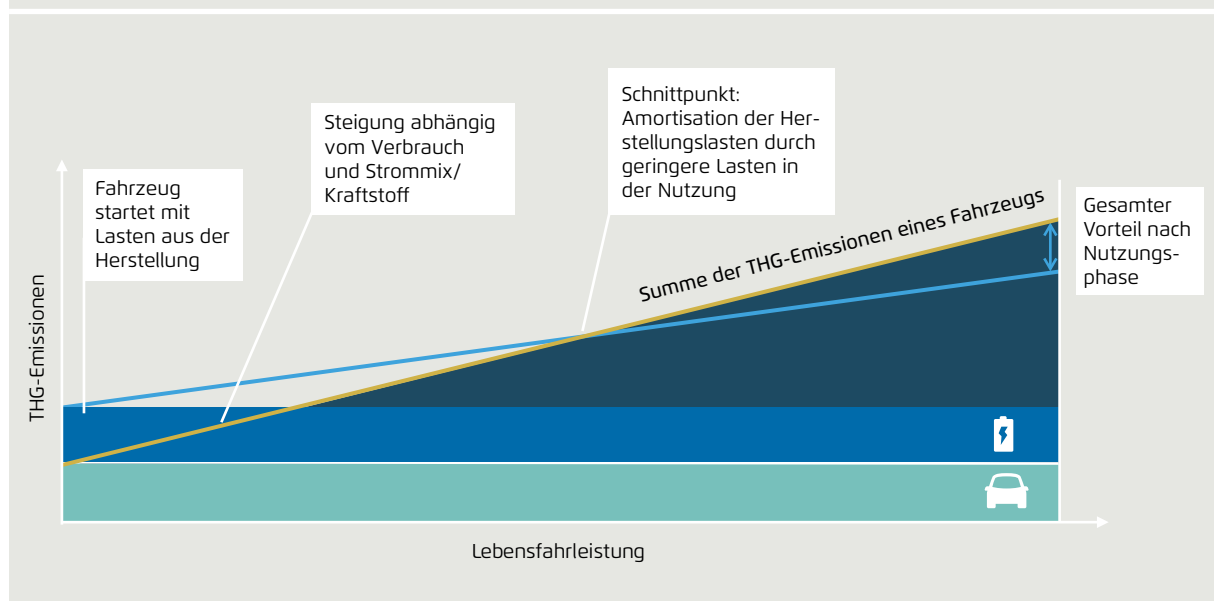 Fahrzeug
startet mit
Lasten aus der
Herstellung
Steigung abhängig
vom Verbrauch
und Strommix/
Kraftstoff
Schnittpunkt:
Amortisation der Her-
stellungslasten durch
geringere Lasten in
der Nutzung
Summe der THG-Emissionen eines Fahrzeugs
Gesamter
Vorteil nach
Nutzungs-
phase
THG-Emissionen
Lebensfahrleistung